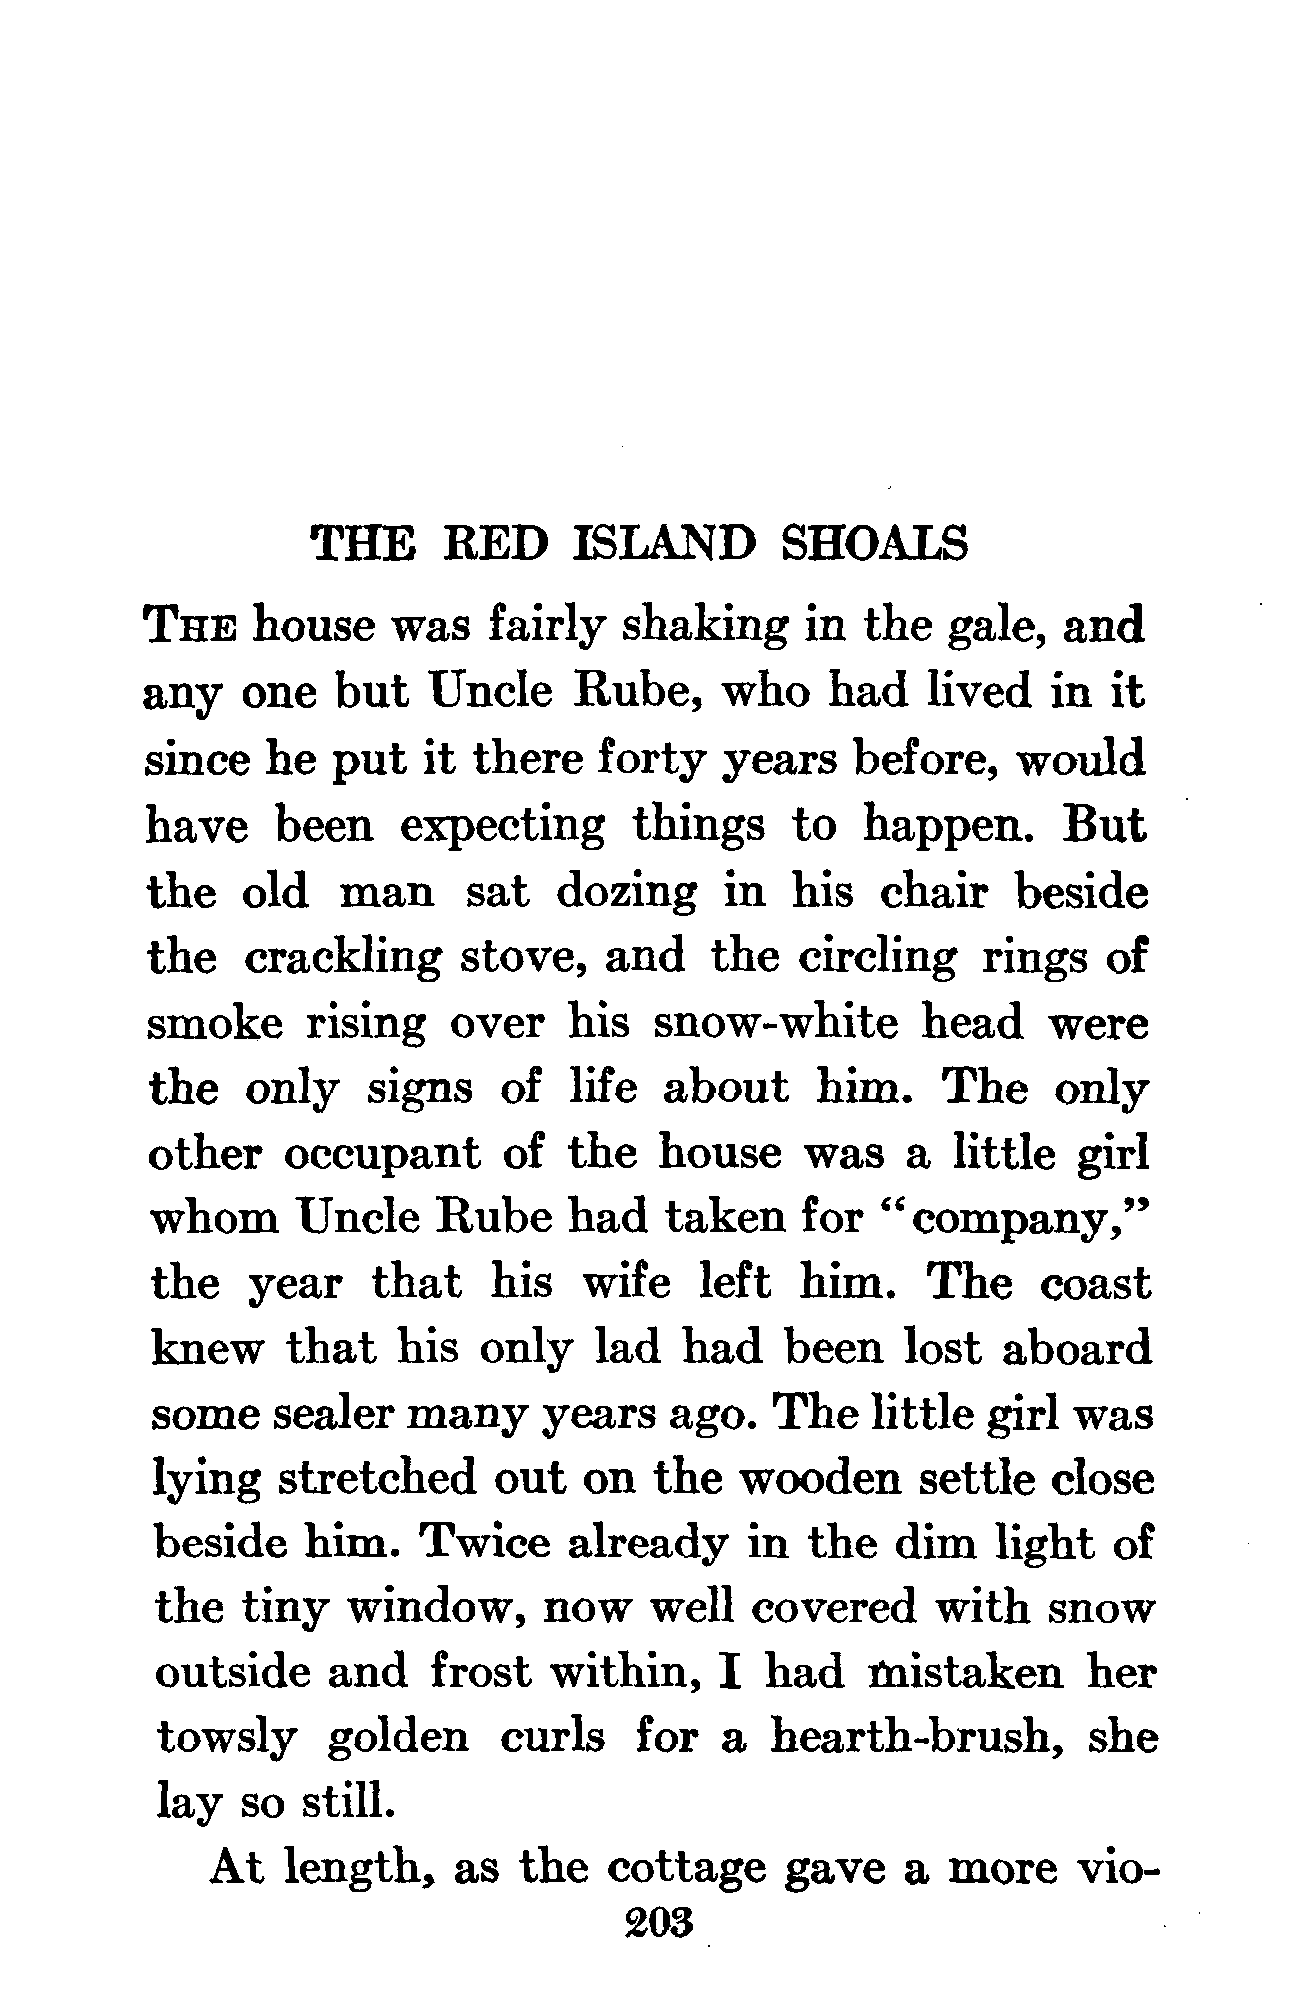 THE RED ISLAND SHOALS
THE house was fairly shaking in the gale, and
any one but Uncle Rube, who had lived in it
since he put it there forty years before, would
have been expecting things to happen. But
the old man sat dozing in his chair beside
the crackling stove, and the circling rings of
smoke rising over his snow-white head were
the only signs of life about him. The only
other occupant of the house was a little girl
whom Uncle Rube had taken for “company,”
the year that his wife left him. The coast
knew that his only lad had been lost aboard
some sealer many years ago. The little girl was
lying stretched out on the wooden settle close
beside him. Twice already in the dim light of
the tiny window, now well covered with snow
outside and frost within, I had mistaken her
towsly golden curls for a hearth-brush, she
lay so still.
At length, as the cottage gave a more vio-
203